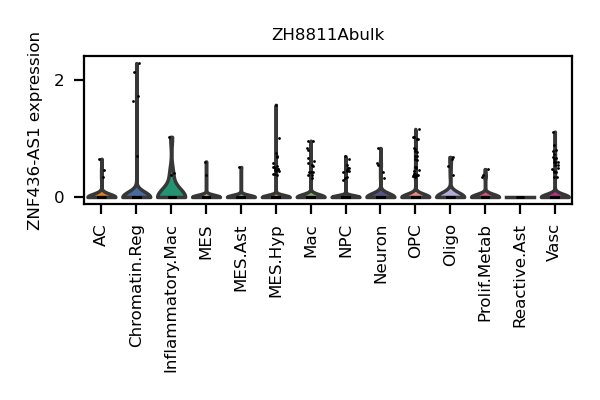 ZH8811Abulk
ZNF436-AS1 expression
2
0
AC
Chromatin.Reg
Inflammatory.Mac
MES
MES.Ast
MES.Hyp
Mac
NPC
Neuron
OPC
Oligo
Prolif.Metab
Reactive.Ast
Vasc